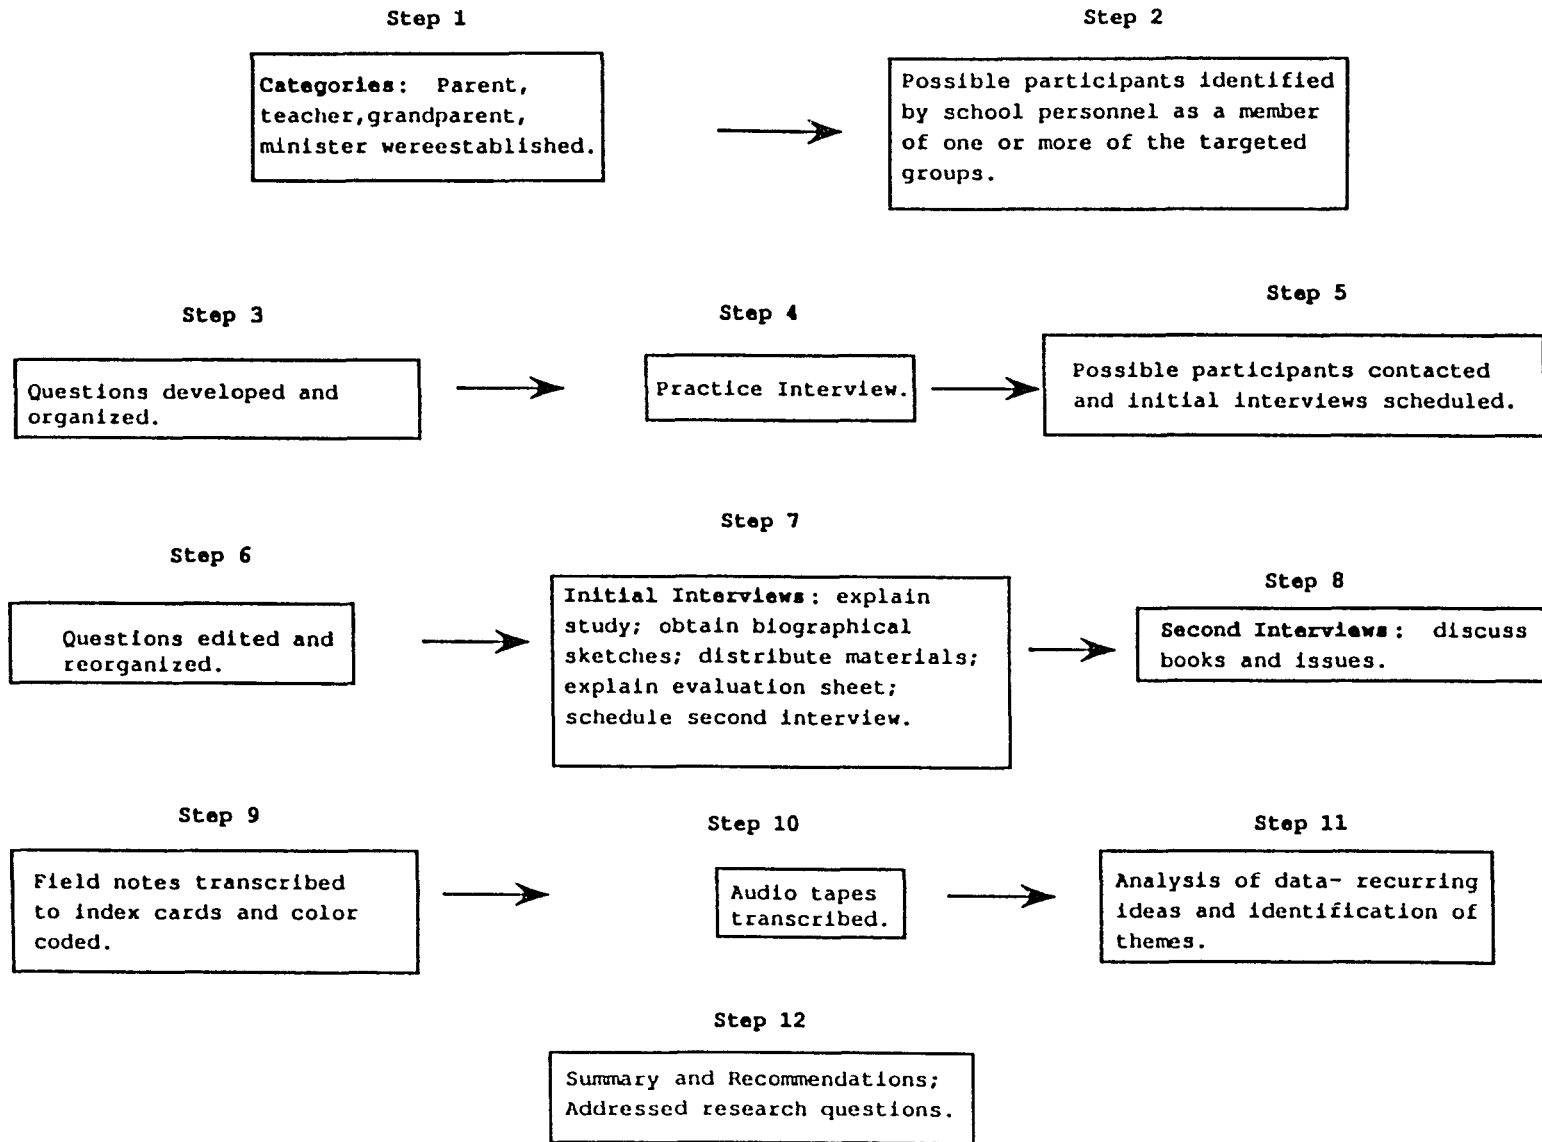 Step 1
Categories: Parent,
teacher,grandparent,
minister wereestablished.
Step 2
Possible participants identified
by school personnel as a member
of one or more of the targeted
groups.
Step 3
Questions developed and
organized.
Step 4
Practice Interview.
Step 5
Possible participants contacted
and initial interviews scheduled.
Step 6
Questions edited and
reorganized.
Step 7
Initial Interviews: explain
study; obtain biographical
sketches; distribute materials;
explain evaluation sheet;
schedule second interview.
Step 8
Second Interviews: discuss
books and issues.
Step 9
Field notes transcribed
to index cards and color
coded.
Step 10
Audio tapes
transcribed.
Step 11
Analysis of data- recurring
ideas and identification of
themes.
Step 12
Summary and Recommendations;
Addressed research questions.